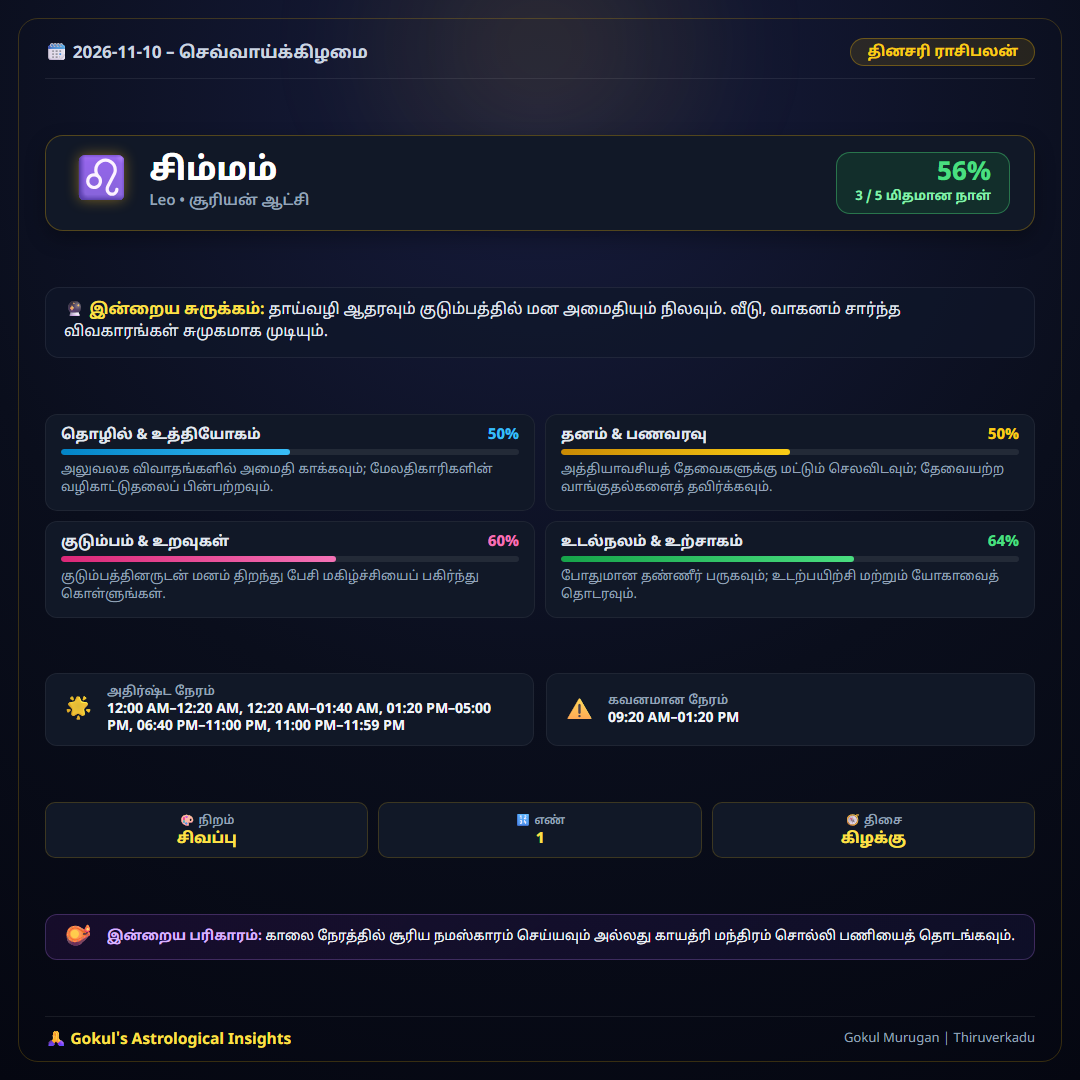 2026-11-10 – செவ்வாய்க்கிழமை
தினசரி ராசிபலன்
சிம்மம்
Leo • சூரியன் ஆட்சி
56%
3 / 5 மிதமான நாள்
இன்றைய சுருக்கம்: தாய்வழி ஆதரவும் குடும்பத்தில் மன அமைதியும் நிலவும். வீடு, வாகனம் சார்ந்த
விவகாரங்கள் சுமுகமாக முடியும்.
தொழில் & உத்தியோகம் 50%
அலுவலக விவாதங்களில் அமைதி காக்கவும்; மேலதிகாரிகளின்
வழிகாட்டுதலைப் பின்பற்றவும்.
தனம் & பணவரவு 50%
அத்தியாவசியத் தேவைகளுக்கு மட்டும் செலவிடவும்; தேவையற்ற
வாங்குதல்களைத் தவிர்க்கவும்.
குடும்பம் & உறவுகள் 60%
குடும்பத்தினருடன் மனம் திறந்து பேசி மகிழ்ச்சியைப் பகிர்ந்து
கொள்ளுங்கள்.
உடல்நலம் & உற்சாகம் 64%
போதுமான தண்ணீர் பருகவும்; உடற்பயிற்சி மற்றும் யோகாவைத்
தொடரவும்.
அதிர்ஷ்ட நேரம்
12:00 AM–12:20 AM, 12:20 AM–01:40 AM, 01:20 PM–05:00
PM, 06:40 PM–11:00 PM, 11:00 PM–11:59 PM
கவனமான நேரம்
09:20 AM–01:20 PM
நிறம்
சிவப்பு
எண்
1
திசை
கிழக்கு
இன்றைய பரிகாரம்: காலை நேரத்தில் சூரிய நமஸ்காரம் செய்யவும் அல்லது காயத்ரி மந்திரம் சொல்லி பணியைத் தொடங்கவும்.
Gokul's Astrological Insights
Gokul Murugan | Thiruverkadu